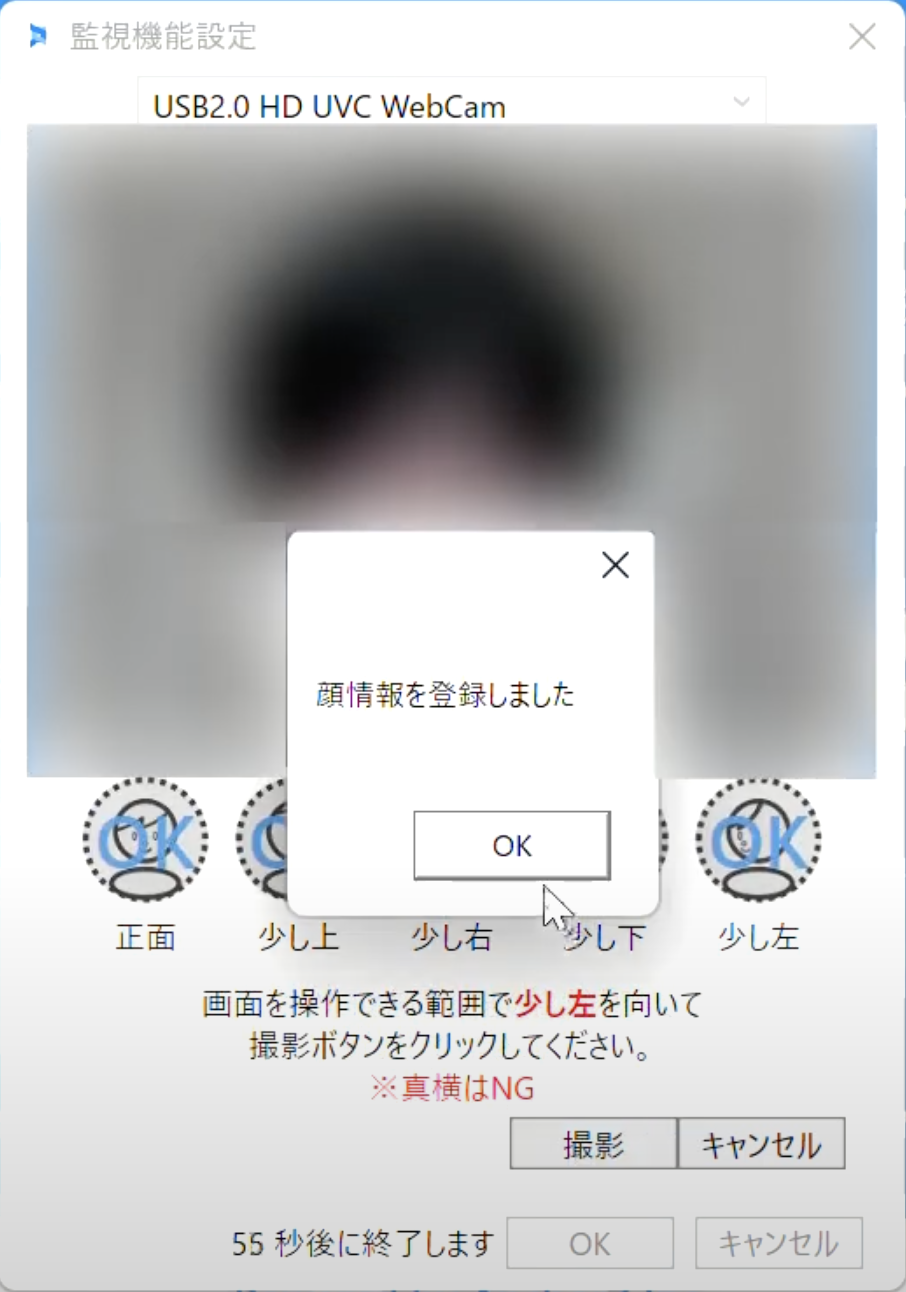 監視機能設定
USB2.0 HD UVC WebCam
顔情報を登録しました
OK
OK
OK
正面
少し上
少し右
少し下
少し左
画面を操作できる範囲で少し左を向いて
撮影ボタンをクリックしてください。
※真横はNG
撮影
キャンセル
55 秒後に終了します
OK
キャンセル